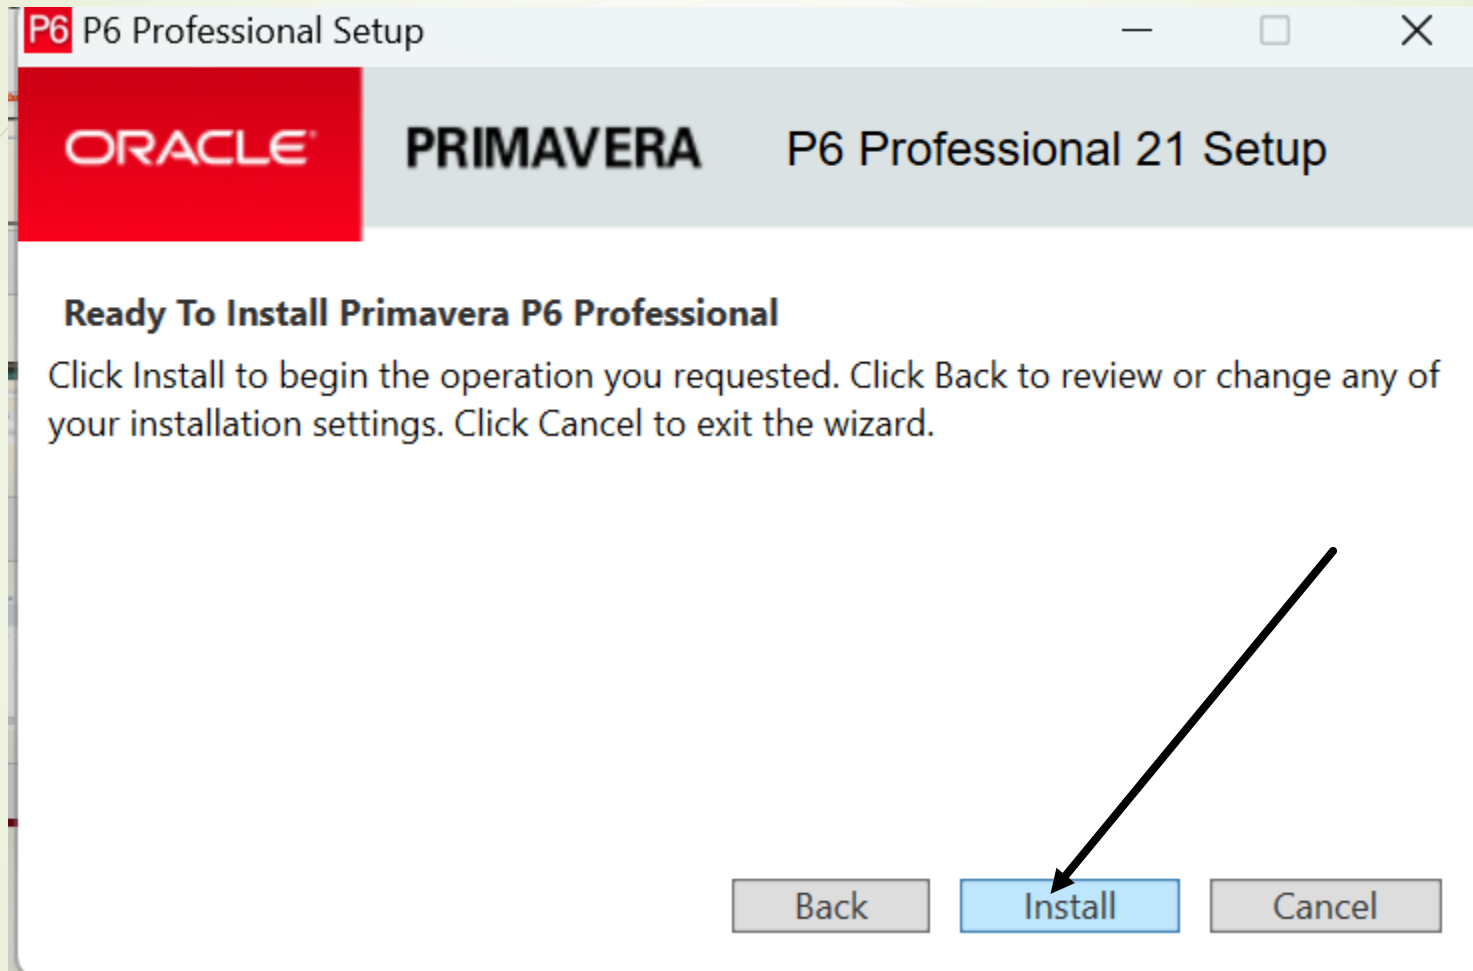 P6 P6 Professional Setup
ORACLE® PRIMAVERA P6 Professional 21 Setup
Ready To Install Primavera P6 Professional
Click Install to begin the operation you requested. Click Back to review or change any of
your installation settings. Click Cancel to exit the wizard.
Back Install Cancel